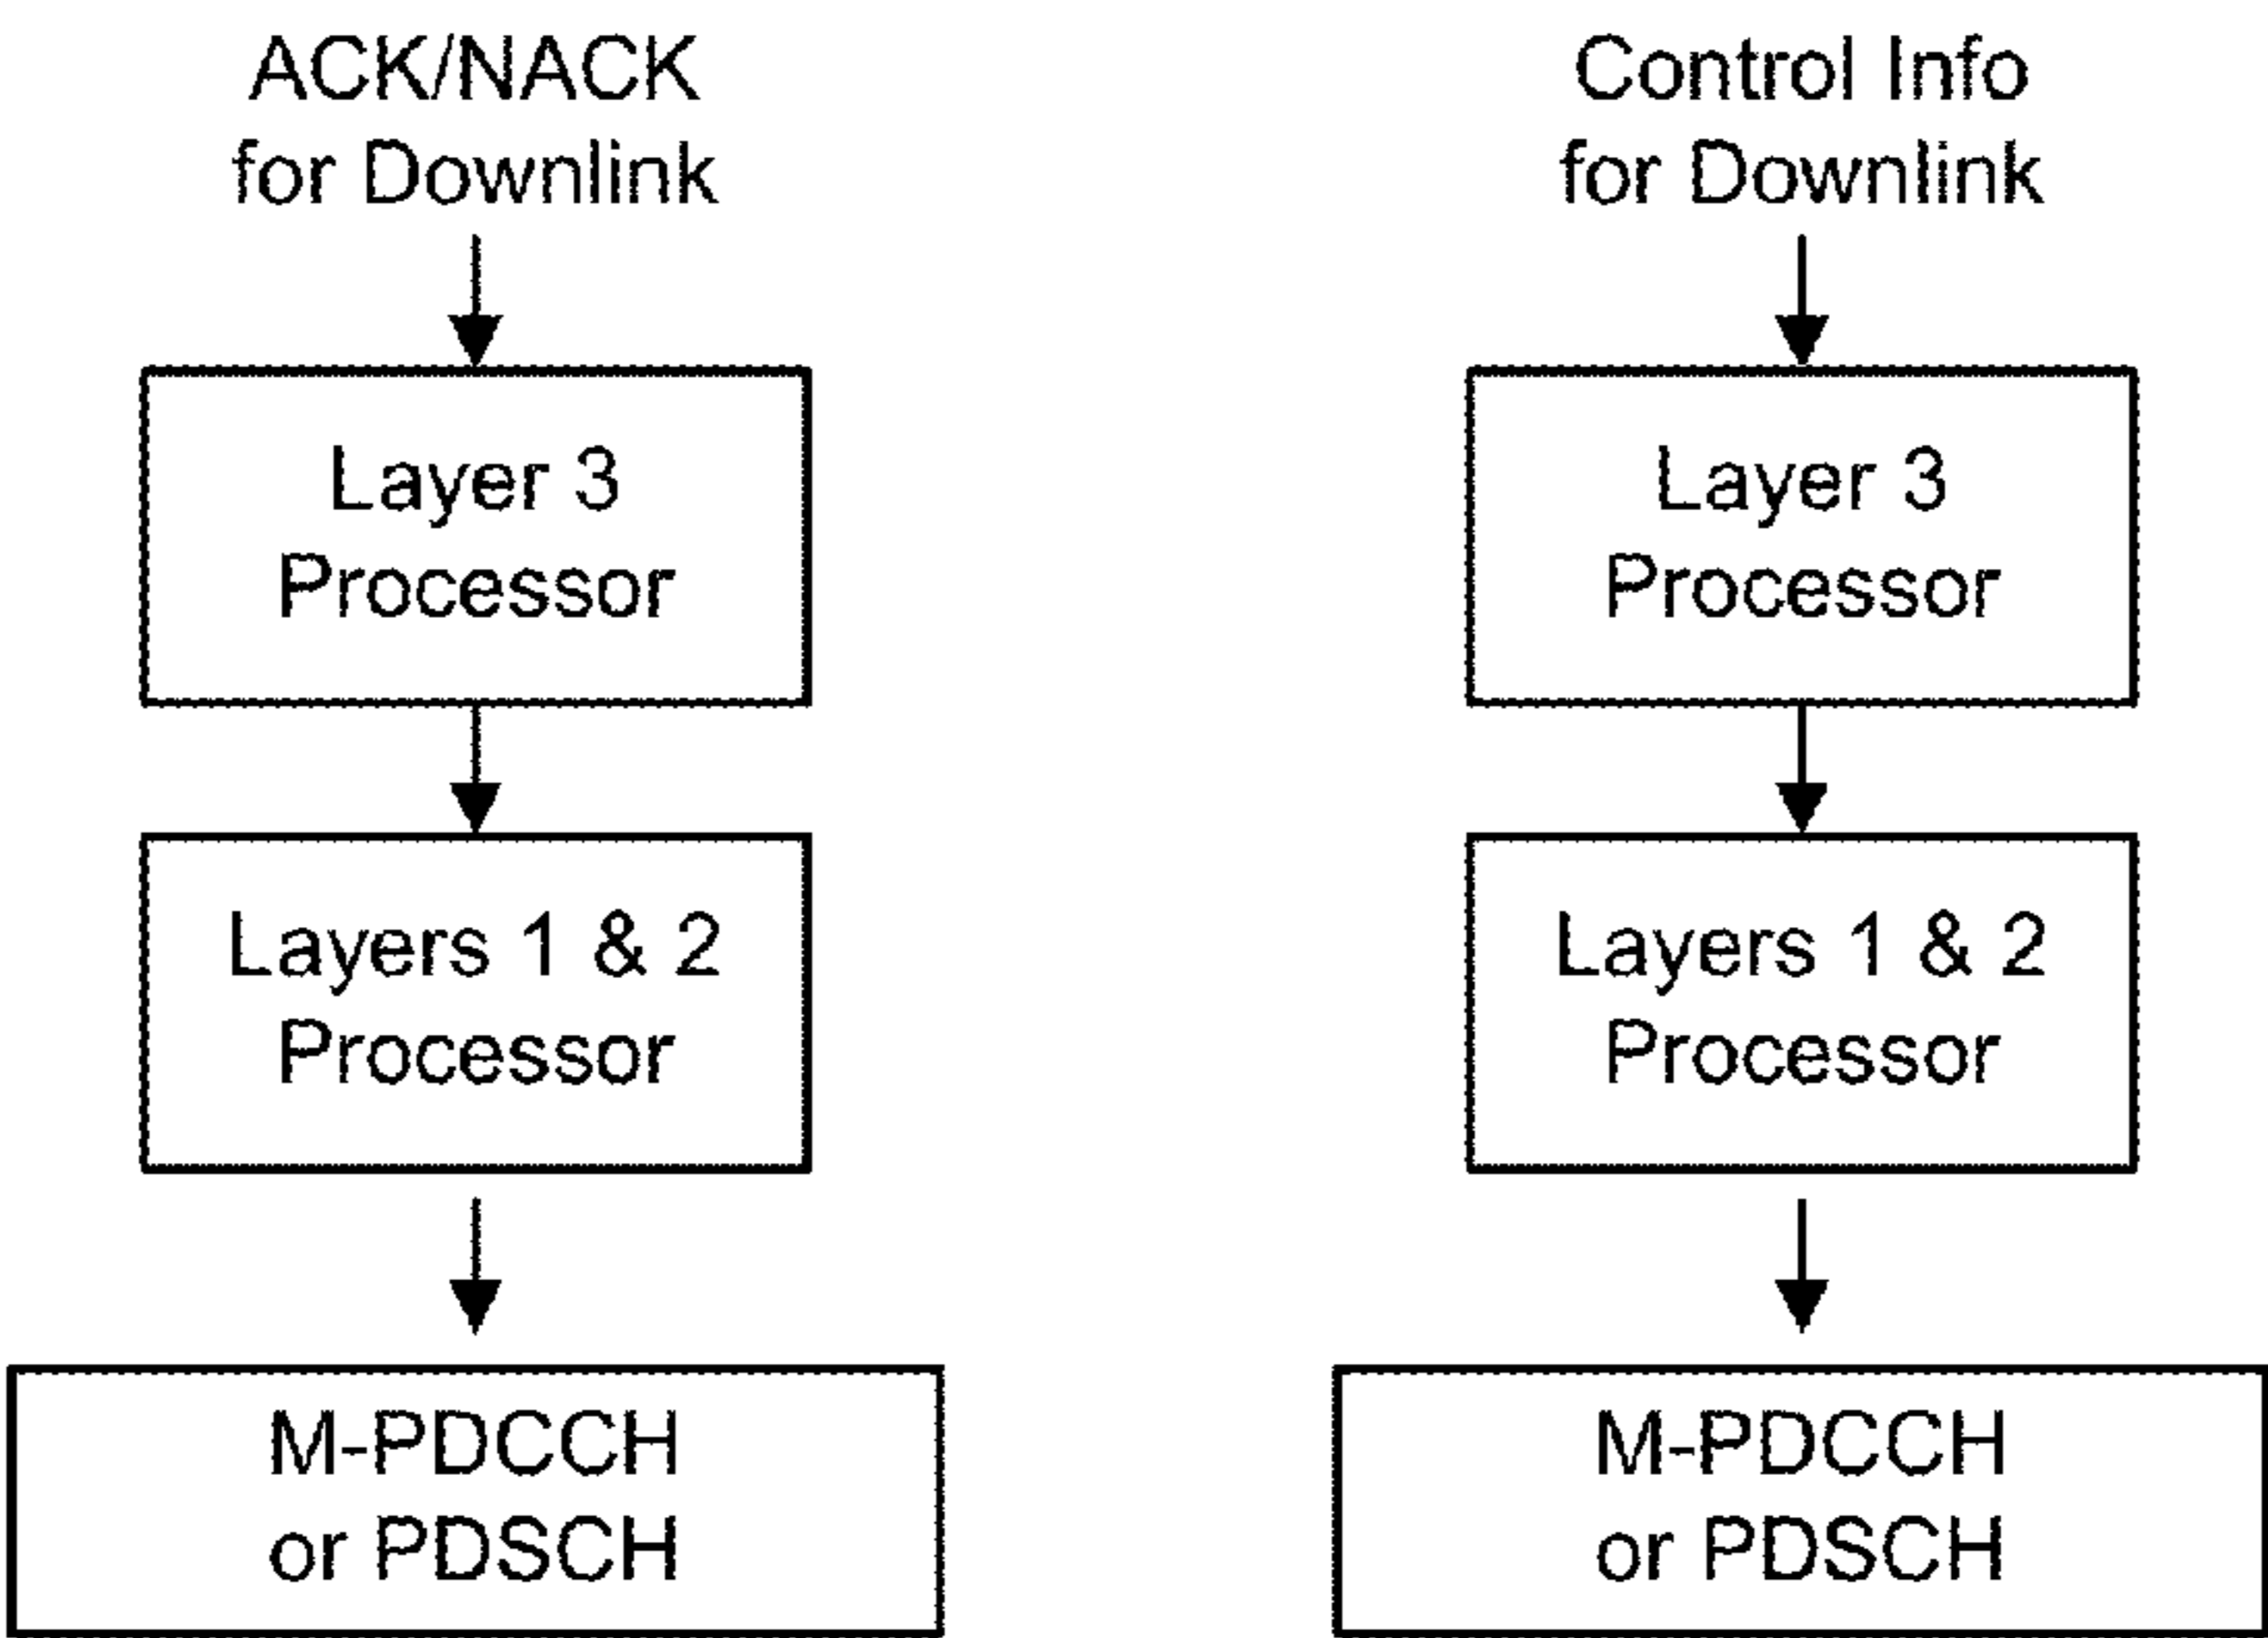 ACK/NACK
for Downlink
Layer 3
Processor
Layers 1 & 2
Processor
M-PDCCH
or PDSCH
Control Info
for Downlink
Layer 3
Processor
Layers 1 & 2
Processor
M-PDCCH
or PDSCH